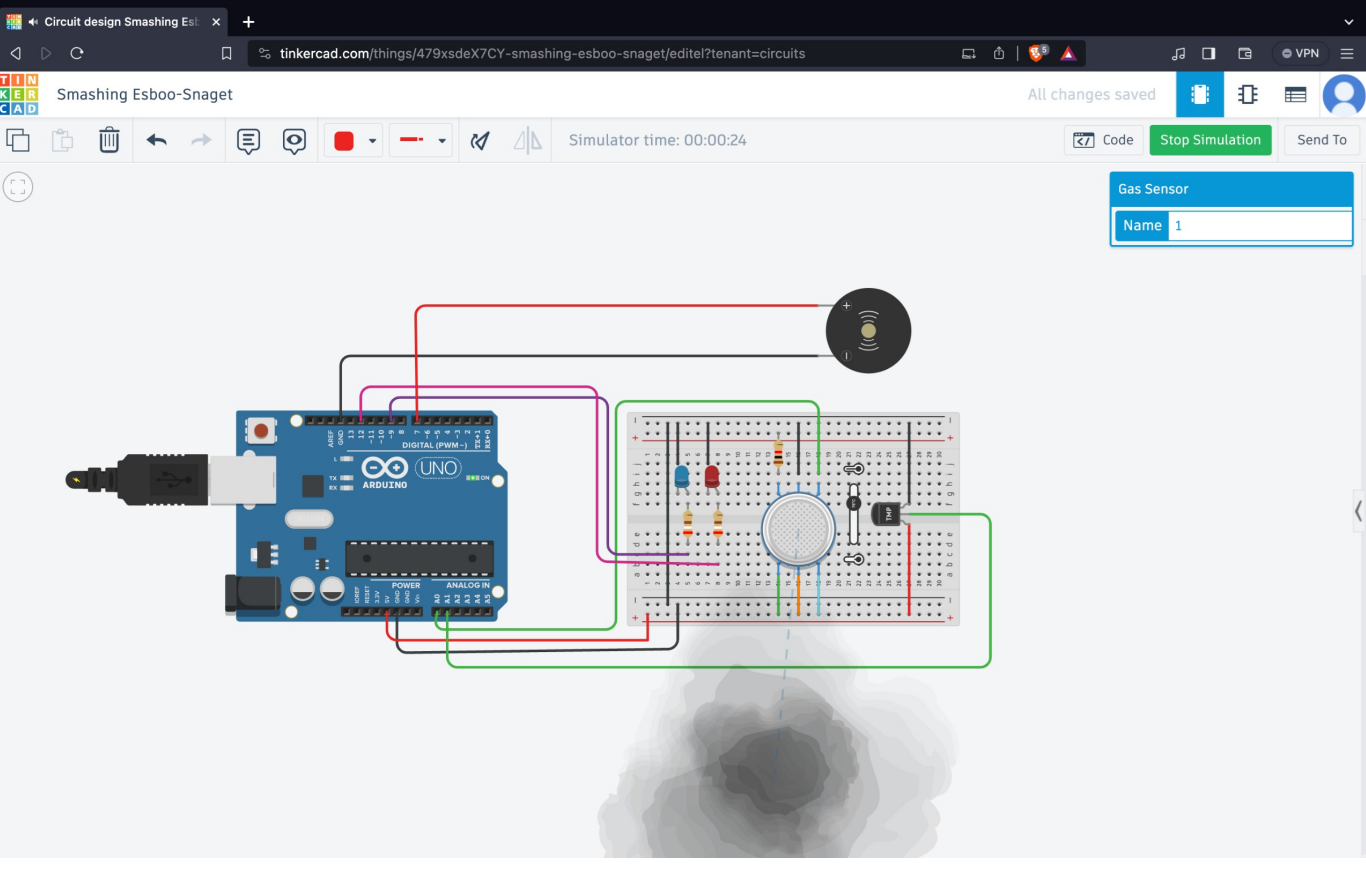 Circuit design Smashing Esb
tinkercad.com/things/479xsdeX7CY-smashing-esboo-snaget/editel?tenant=circuits
5
VPN
TIN
KER
CAD
Smashing Esboo-Snaget
All changes saved
Simulator time: 00:00:24
Code
Stop Simulation
Send To
Gas Sensor
Name 1
AREF
GND
13
12
~11
~10
~9
8
7
~6
~5
~4
~3
2
TX→1
RX←0
DIGITAL (PWM~)
L
TX
RX
UNO
ARDUINO
ON
POWER
ANALOG IN
IOREF
RESET
3.3V
5V
GND
GND
Vin
A0
A1
A2
A3
A4
A5
TMP